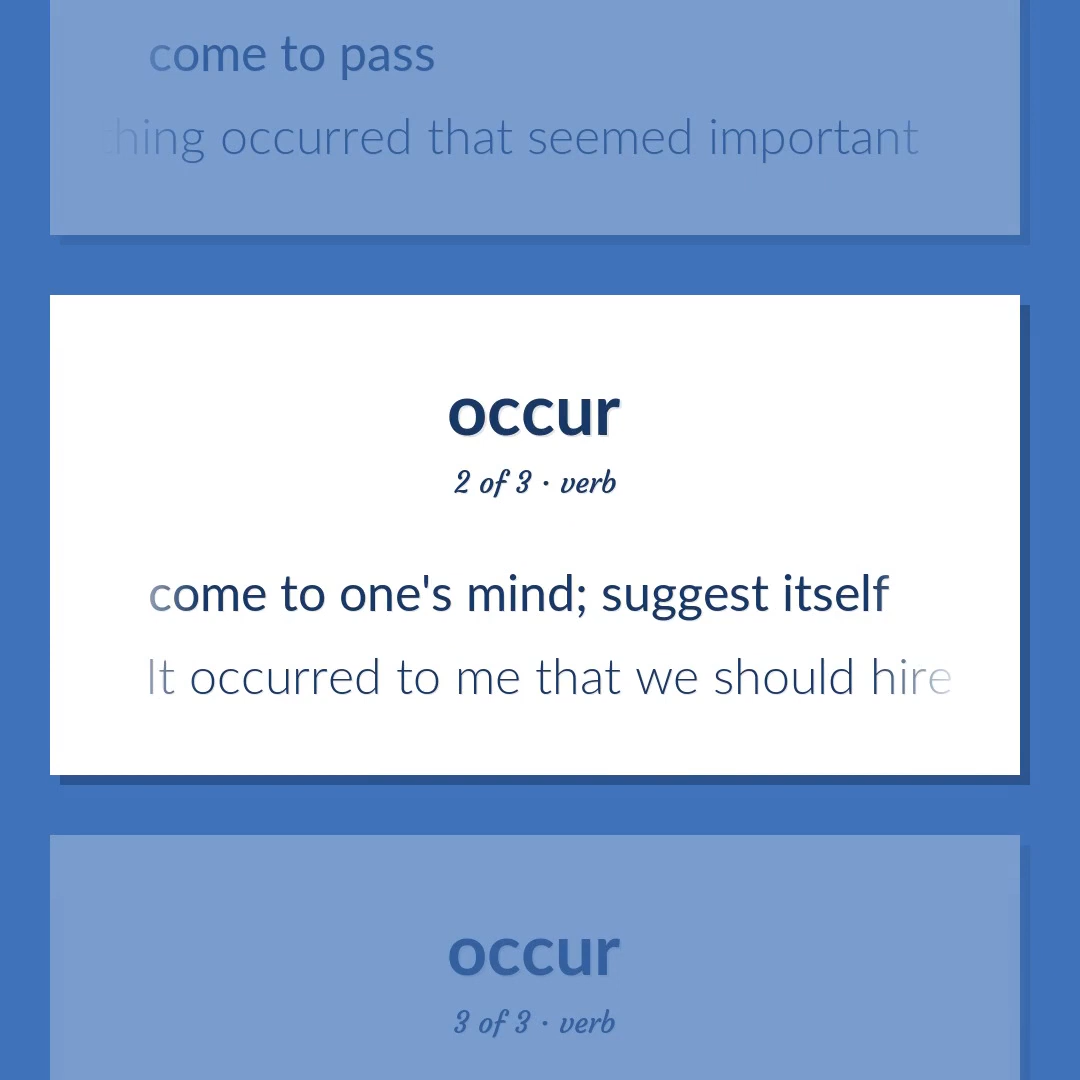 come to pass
thing occurred that seemed important
occur
2 of 3 · verb
come to one's mind; suggest itself
It occurred to me that we should hire
occur
3 of 3 · verb